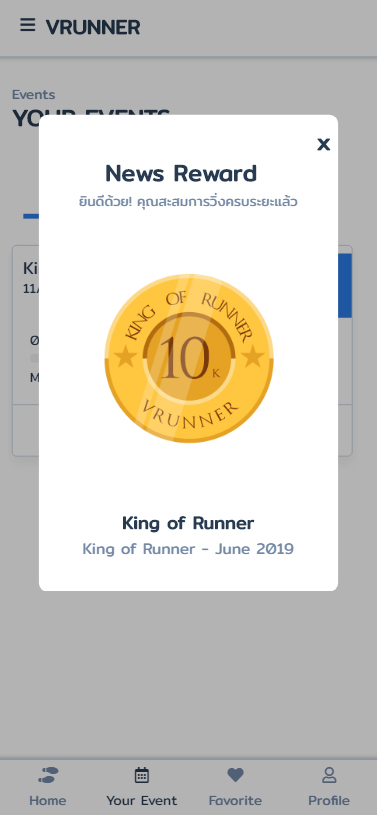 VRUNNER
Events
YOUR EVENTS
x
News Reward
ยินดีด้วย! คุณสะสมการวิ่งครบระยะแล้ว
KING OF RUNNER
10 K
VRUNNER
King of Runner
King of Runner - June 2019
Home
Your Event
Favorite
Profile